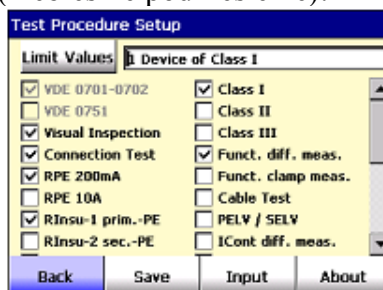 Test Procedure Setup
Limit Values 1 Device of Class I
VDE 0701-0702
VDE 0751
Visual Inspection
Connection Test
RPE 200mA
RPE 10A
RInsu-1 prim.-PE
RInsu-2 sec.-PE
Class I
Class II
Class III
Funct. diff. meas.
Funct. clamp meas.
Cable Test
PELV / SELV
ICont diff. meas.
Back Save Input About